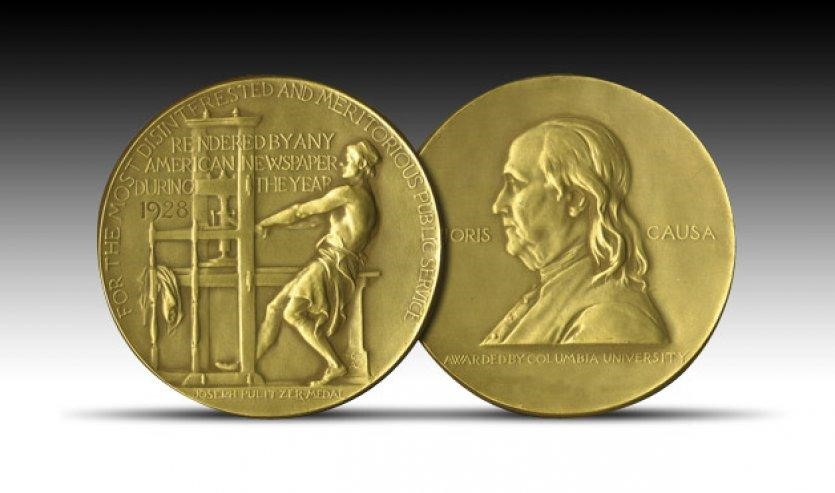 FOR THE MOST DISINTERESTED AND MERITORIOUS PUBLIC SERVICE
RENDERED BY ANY
AMERICAN NEWSPAPER
DURING THE YEAR
1928
JOSEPH PULITZER MEDAL
ORIS CAUSA
AWARDED BY COLUMBIA UNIVERSITY